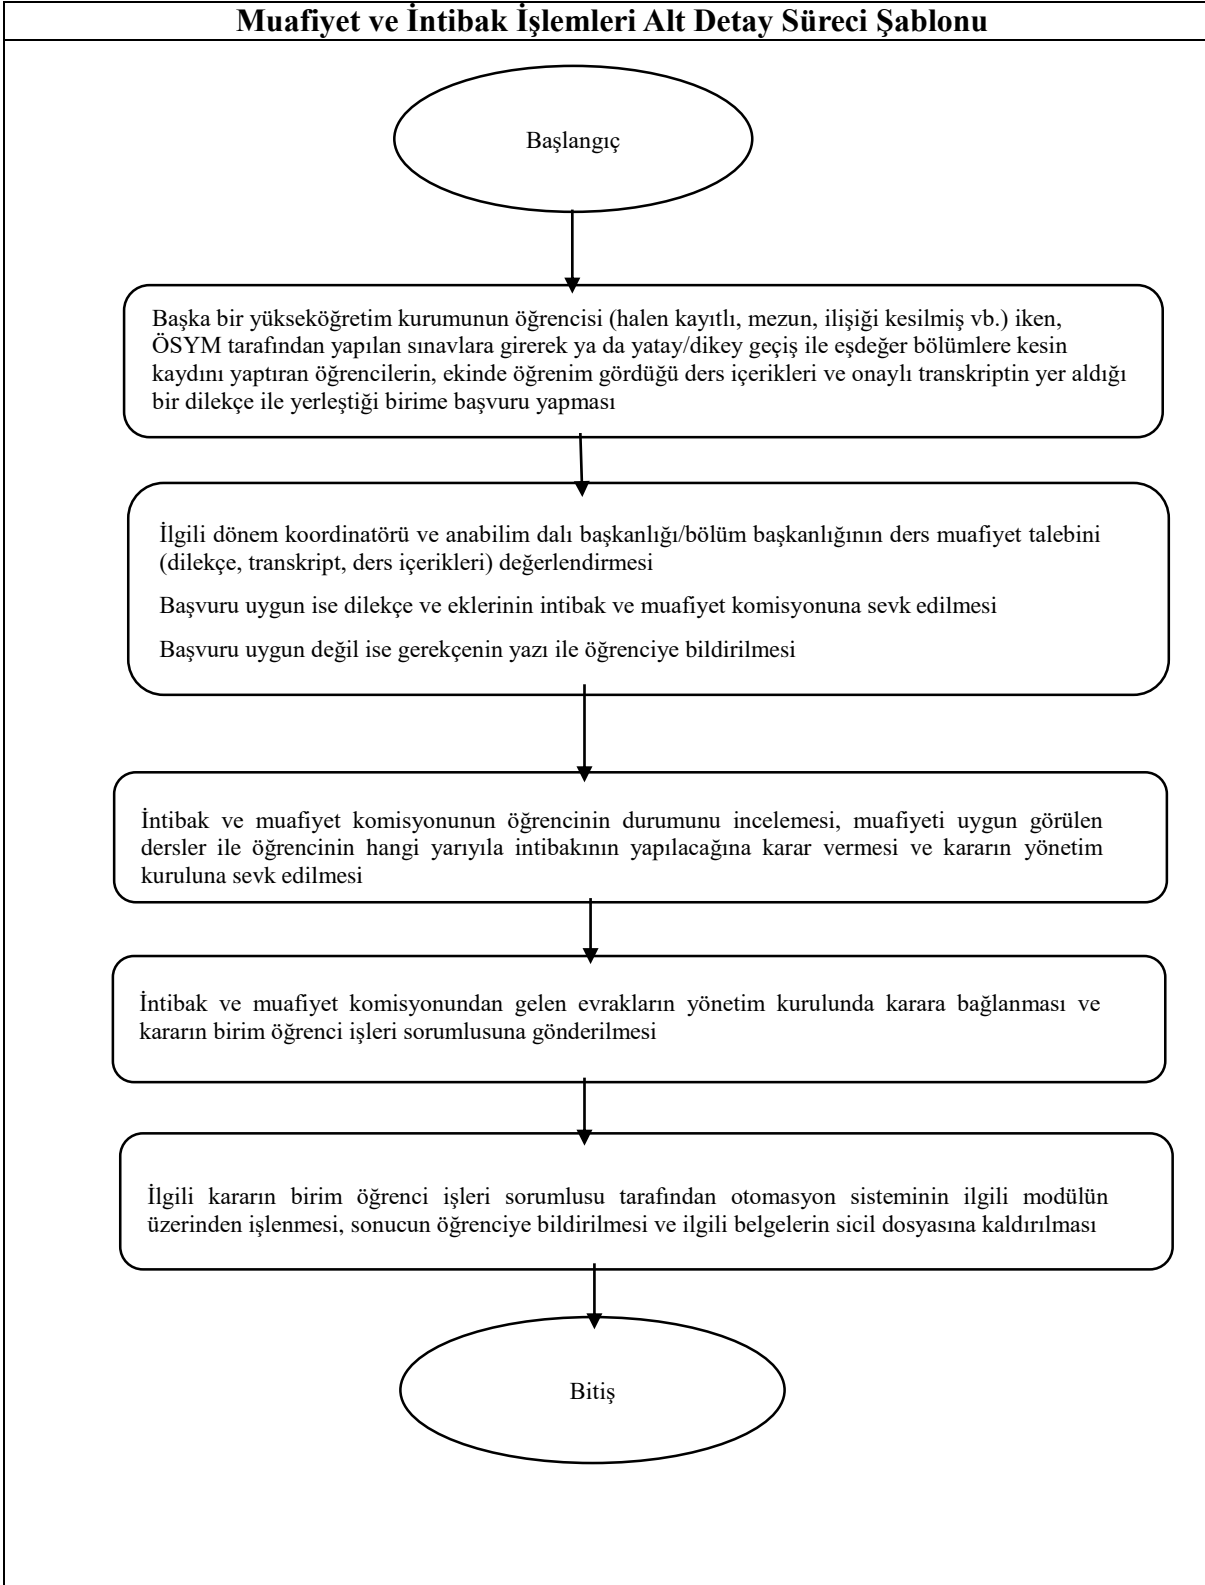 Muafiyet ve İntibak İşlemleri Alt Detay Süreci Şablonu
Başlangıç
Başka bir yükseköğretim kurumunun öğrencisi (halen kayıtlı, mezun, ilişiği kesilmiş vb.) iken,
ÖSYM tarafından yapılan sınavlara girerek ya da yatay/dikey geçiş ile eşdeğer bölümlere kesin
kaydını yaptıran öğrencilerin, ekinde öğrenim gördüğü ders içerikleri ve onaylı transkriptin yer aldığı
bir dilekçe ile yerleştiği birime başvuru yapması
İlgili dönem koordinatörü ve anabilim dalı başkanlığı/bölüm başkanlığının ders muafiyet talebini
(dilekçe, transkript, ders içerikleri) değerlendirmesi
Başvuru uygun ise dilekçe ve eklerinin intibak ve muafiyet komisyonuna sevk edilmesi
Başvuru uygun değil ise gerekçenin yazı ile öğrenciye bildirilmesi
İntibak ve muafiyet komisyonunun öğrencinin durumunu incelemesi, muafiyeti uygun görülen
dersler ile öğrencinin hangi yarıyıla intibakının yapılacağına karar vermesi ve kararın yönetim
kuruluna sevk edilmesi
İntibak ve muafiyet komisyonundan gelen evrakların yönetim kurulunda karara bağlanması ve
kararın birim öğrenci işleri sorumlusuna gönderilmesi
İlgili kararın birim öğrenci işleri sorumlusu tarafından otomasyon sisteminin ilgili modülün
üzerinden işlenmesi, sonucun öğrenciye bildirilmesi ve ilgili belgelerin sicil dosyasına kaldırılması
Bitiş